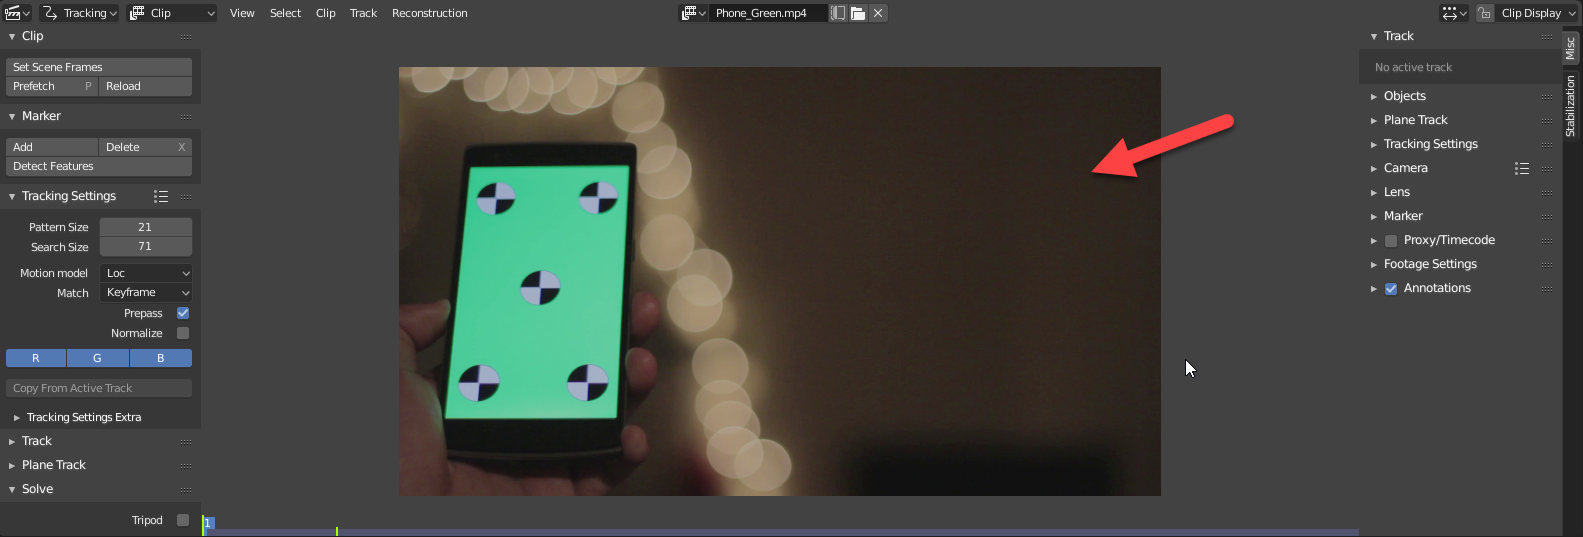 Tracking Clip View Select Clip Track Reconstruction Phone_Green.mp4 Clip Display
Clip
Set Scene Frames
Prefetch P Reload
Marker
Add Delete X
Detect Features
Tracking Settings
Pattern Size 21
Search Size 71
Motion model Loc
Match Keyframe
Prepass
Normalize
R G B
Copy From Active Track
Tracking Settings Extra
Track
Plane Track
Solve
Tripod
1
Track
No active track
Objects
Plane Track
Tracking Settings
Camera
Lens
Marker
Proxy/Timecode
Footage Settings
Annotations
Misc
Stabilization